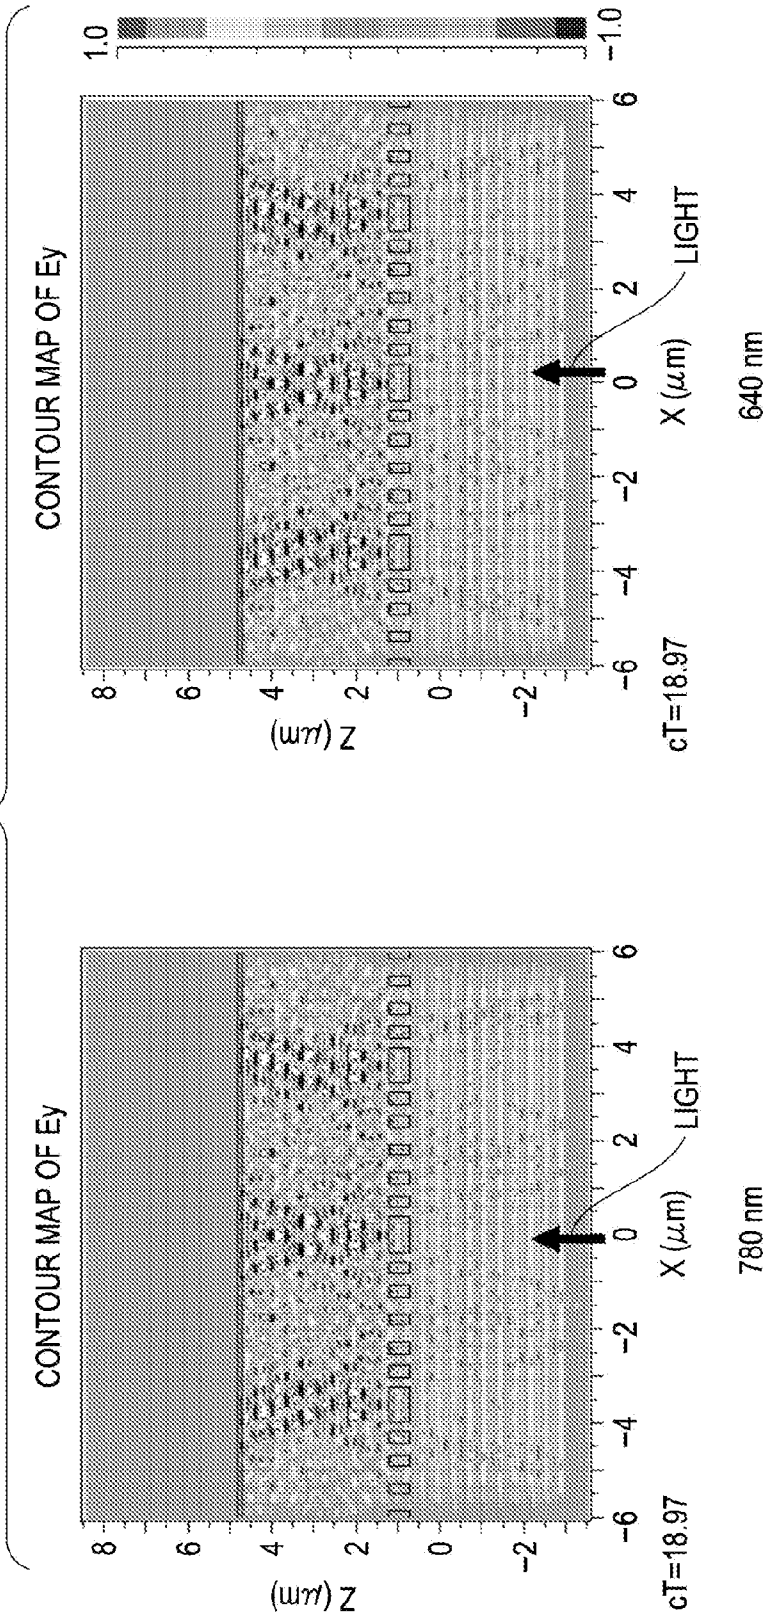 CONTOUR MAP OF Ey
8
6
4
2
0
−2
Z (μm)
−6
−4
−2
0
2
4
6
X (μm)
cT=18.97
LIGHT
780 nm
CONTOUR MAP OF Ey
8
6
4
2
0
−2
Z (μm)
−6
−4
−2
0
2
4
6
X (μm)
cT=18.97
LIGHT
640 nm
1.0
−1.0